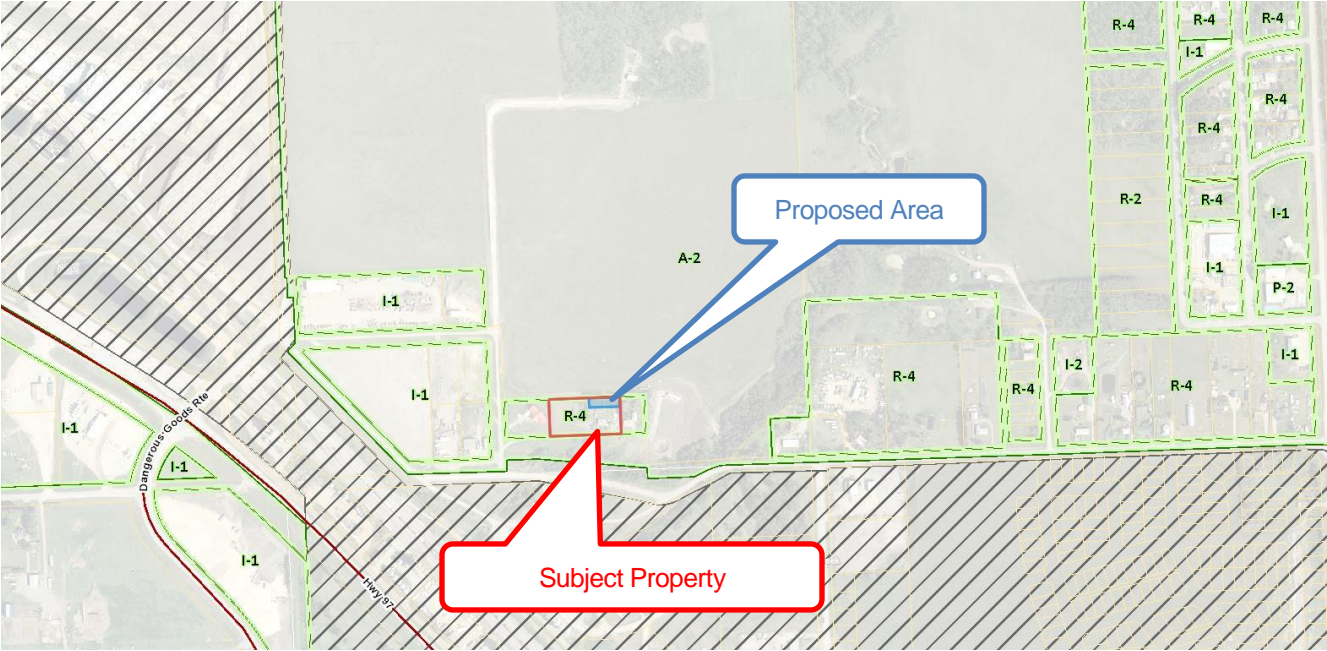 R-4
R-4
R-4
I-1
R-4
R-4
R-2
R-4
I-1
Proposed Area
A-2
I-1
P-2
I-1
I-1
I-2
R-4
R-4
R-4
I-1
R-4
I-1
Dangerous Goods Rte
I-1
I-1
Subject Property
Hwy 97